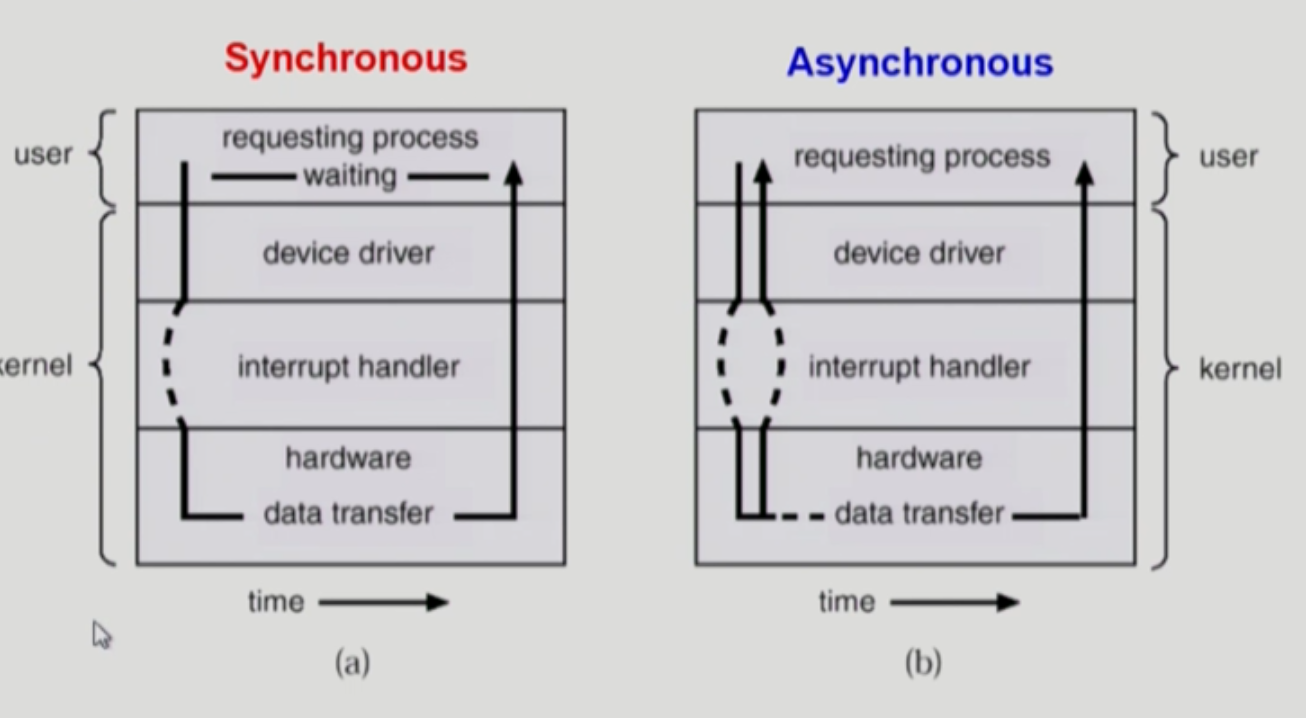 Synchronous
Asynchronous
user
requesting process
waiting
device driver
kernel
interrupt handler
hardware
data transfer
time
(a)
requesting process
user
device driver
interrupt handler
kernel
hardware
data transfer
time
(b)